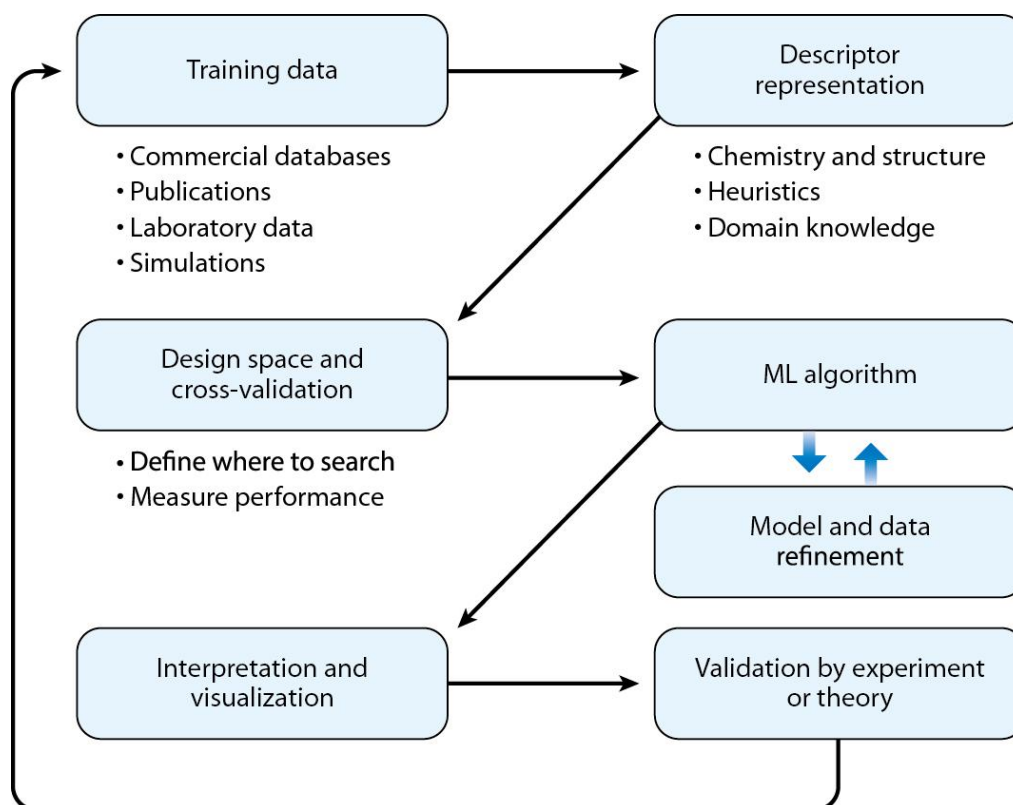 Training data
• Commercial databases
• Publications
• Laboratory data
• Simulations
Descriptor
representation
• Chemistry and structure
• Heuristics
• Domain knowledge
Design space and
cross-validation
• Define where to search
• Measure performance
ML algorithm
Model and data
refinement
Interpretation and
visualization
Validation by experiment
or theory